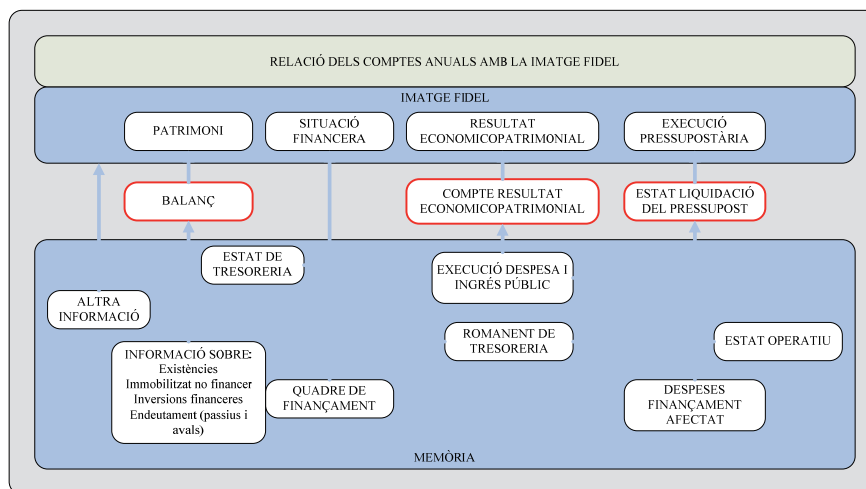 RELACIÓ DELS COMPTES ANUALS AMB LA IMATGE FIDEL
IMATGE FIDEL
PATRIMONI
SITUACIÓ
FINANCERA
RESULTAT
ECONOMICOPATRIMONIAL
EXECUCIÓ
PRESSUPOSTÀRIA
BALANÇ
COMPTE RESULTAT
ECONOMICOPATRIMONIAL
ESTAT LIQUIDACIÓ
DEL PRESSUPOST
ESTAT DE
TRESORERIA
EXECUCIÓ DESPESA I
INGRÉS PÚBLIC
ALTRA
INFORMACIÓ
ROMANENT DE
TRESORERIA
ESTAT OPERATIU
INFORMACIÓ SOBRE:
Existències
Immobilitzat no financer
Inversions financeres
Endeutament (passius i
avals)
QUADRE DE
FINANÇAMENT
DESPESES
FINANÇAMENT
AFECTAT
MEMÒRIA